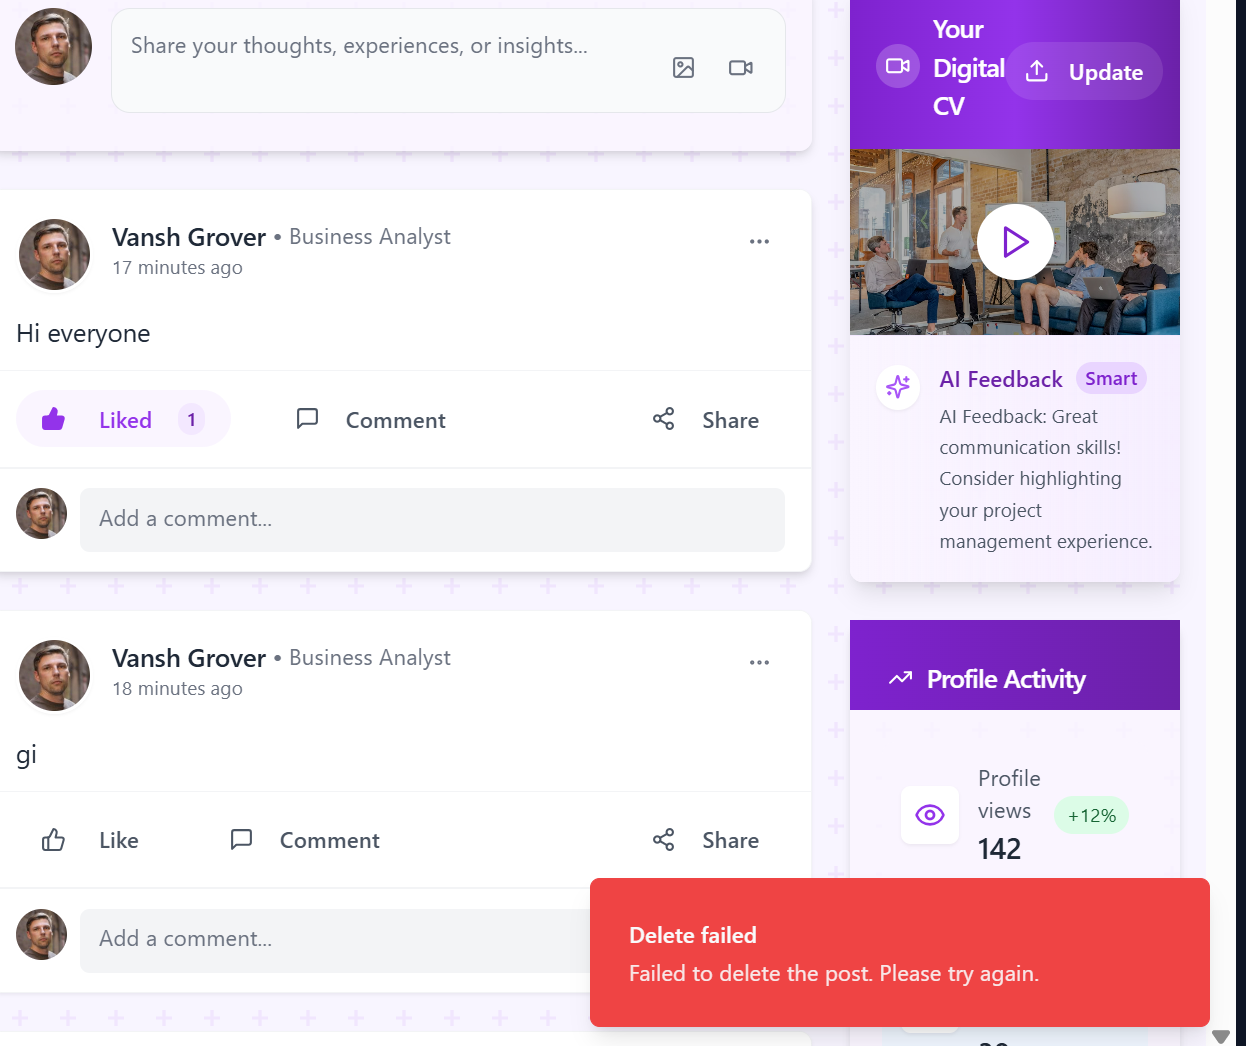 Share your thoughts, experiences, or insights...
Vansh Grover • Business Analyst
17 minutes ago
Hi everyone
Liked 1
Comment
Share
Add a comment...
Vansh Grover • Business Analyst
18 minutes ago
gi
Like
Comment
Share
Add a comment...
Your
Digital
CV
Update
AI Feedback Smart
AI Feedback: Great
communication skills!
Consider highlighting
your project
management experience.
Profile Activity
Profile
views
142
+12%
Delete failed
Failed to delete the post. Please try again.